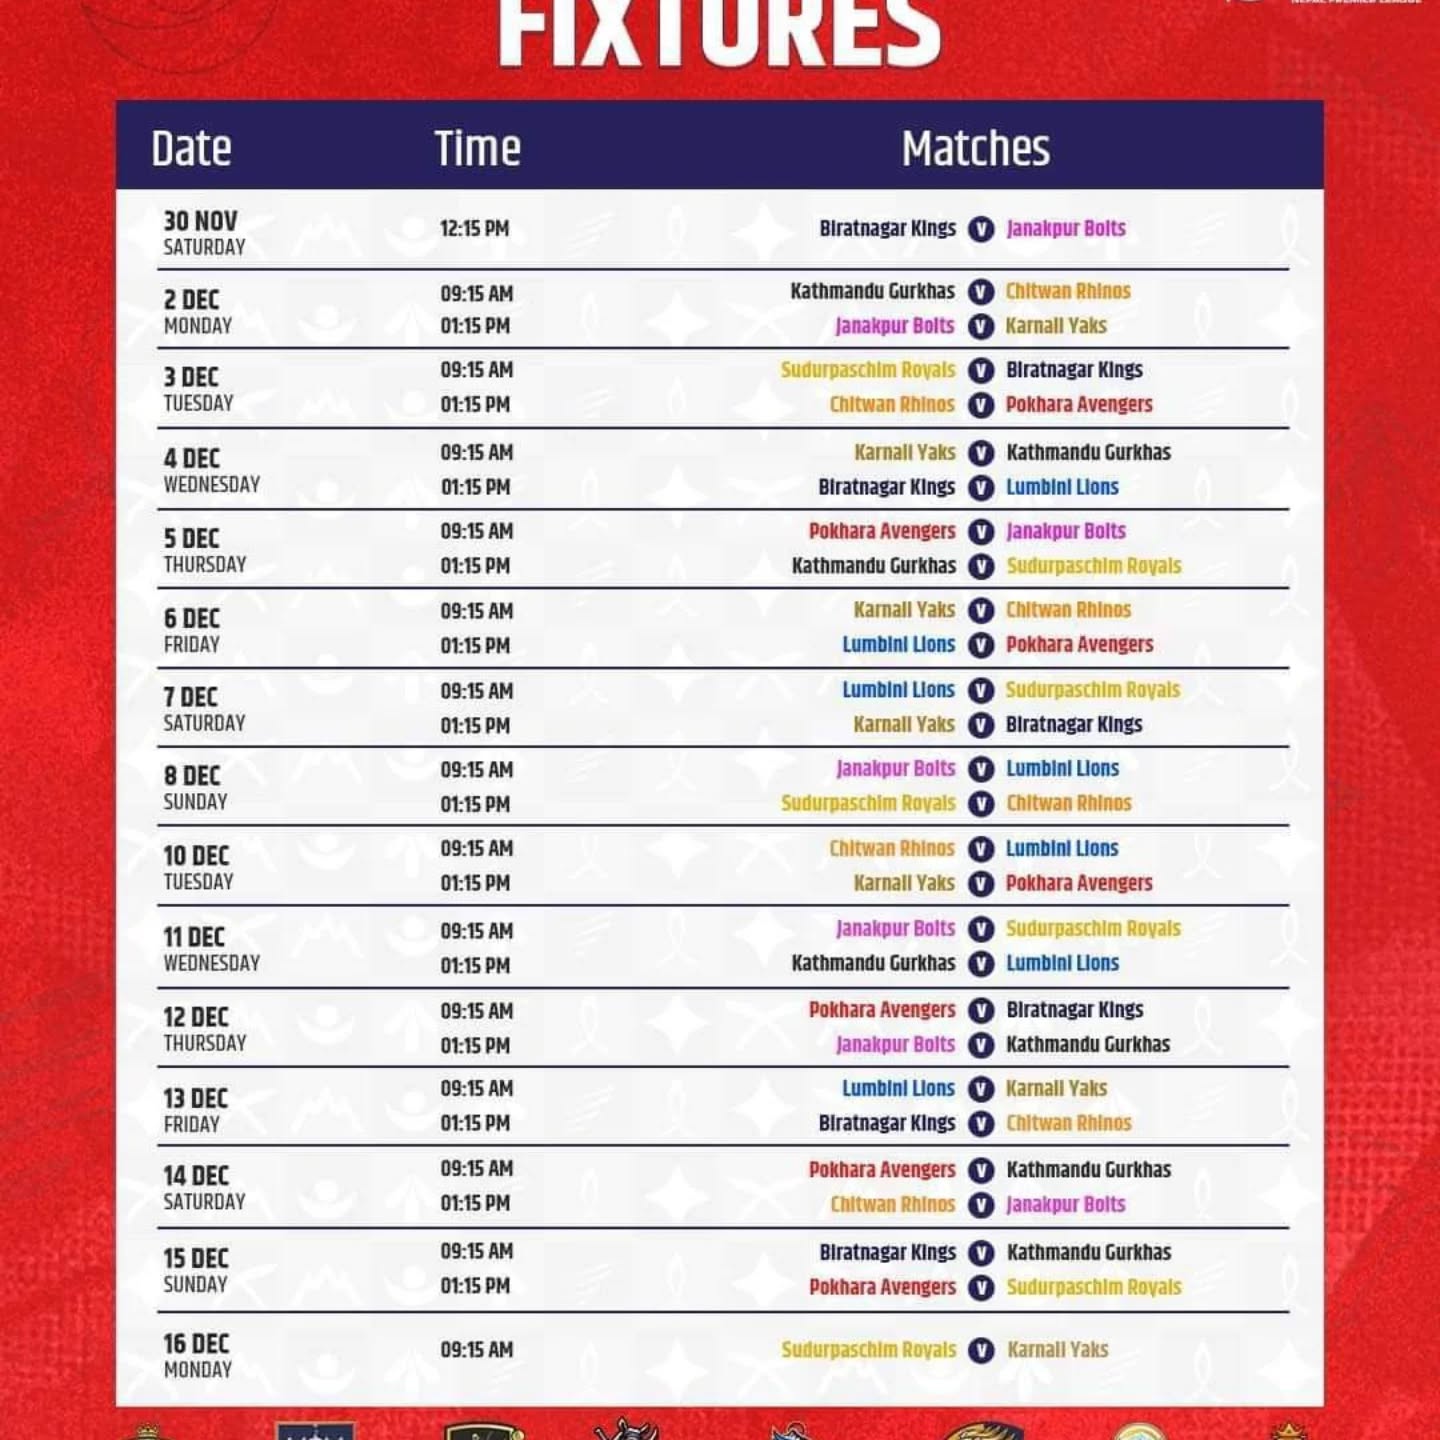 NEPAL PREMIER LEAGUE
FIXTURES
Date Time Matches
30 NOV
SATURDAY
12:15 PM Biratnagar Kings V Janakpur Bolts
2 DEC
MONDAY
09:15 AM Kathmandu Gurkhas V Chitwan Rhinos
01:15 PM Janakpur Bolts V Karnali Yaks
3 DEC
TUESDAY
09:15 AM Sudurpaschim Royals V Biratnagar Kings
01:15 PM Chitwan Rhinos V Pokhara Avengers
4 DEC
WEDNESDAY
09:15 AM Karnali Yaks V Kathmandu Gurkhas
01:15 PM Biratnagar Kings V Lumbini Lions
5 DEC
THURSDAY
09:15 AM Pokhara Avengers V Janakpur Bolts
01:15 PM Kathmandu Gurkhas V Sudurpaschim Royals
6 DEC
FRIDAY
09:15 AM Karnali Yaks V Chitwan Rhinos
01:15 PM Lumbini Lions V Pokhara Avengers
7 DEC
SATURDAY
09:15 AM Lumbini Lions V Sudurpaschim Royals
01:15 PM Karnali Yaks V Biratnagar Kings
8 DEC
SUNDAY
09:15 AM Janakpur Bolts V Lumbini Lions
01:15 PM Sudurpaschim Royals V Chitwan Rhinos
10 DEC
TUESDAY
09:15 AM Chitwan Rhinos V Lumbini Lions
01:15 PM Karnali Yaks V Pokhara Avengers
11 DEC
WEDNESDAY
09:15 AM Janakpur Bolts V Sudurpaschim Royals
01:15 PM Kathmandu Gurkhas V Lumbini Lions
12 DEC
THURSDAY
09:15 AM Pokhara Avengers V Biratnagar Kings
01:15 PM Janakpur Bolts V Kathmandu Gurkhas
13 DEC
FRIDAY
09:15 AM Lumbini Lions V Karnali Yaks
01:15 PM Biratnagar Kings V Chitwan Rhinos
14 DEC
SATURDAY
09:15 AM Pokhara Avengers V Kathmandu Gurkhas
01:15 PM Chitwan Rhinos V Janakpur Bolts
15 DEC
SUNDAY
09:15 AM Biratnagar Kings V Kathmandu Gurkhas
01:15 PM Pokhara Avengers V Sudurpaschim Royals
16 DEC
MONDAY
09:15 AM Sudurpaschim Royals V Karnali Yaks